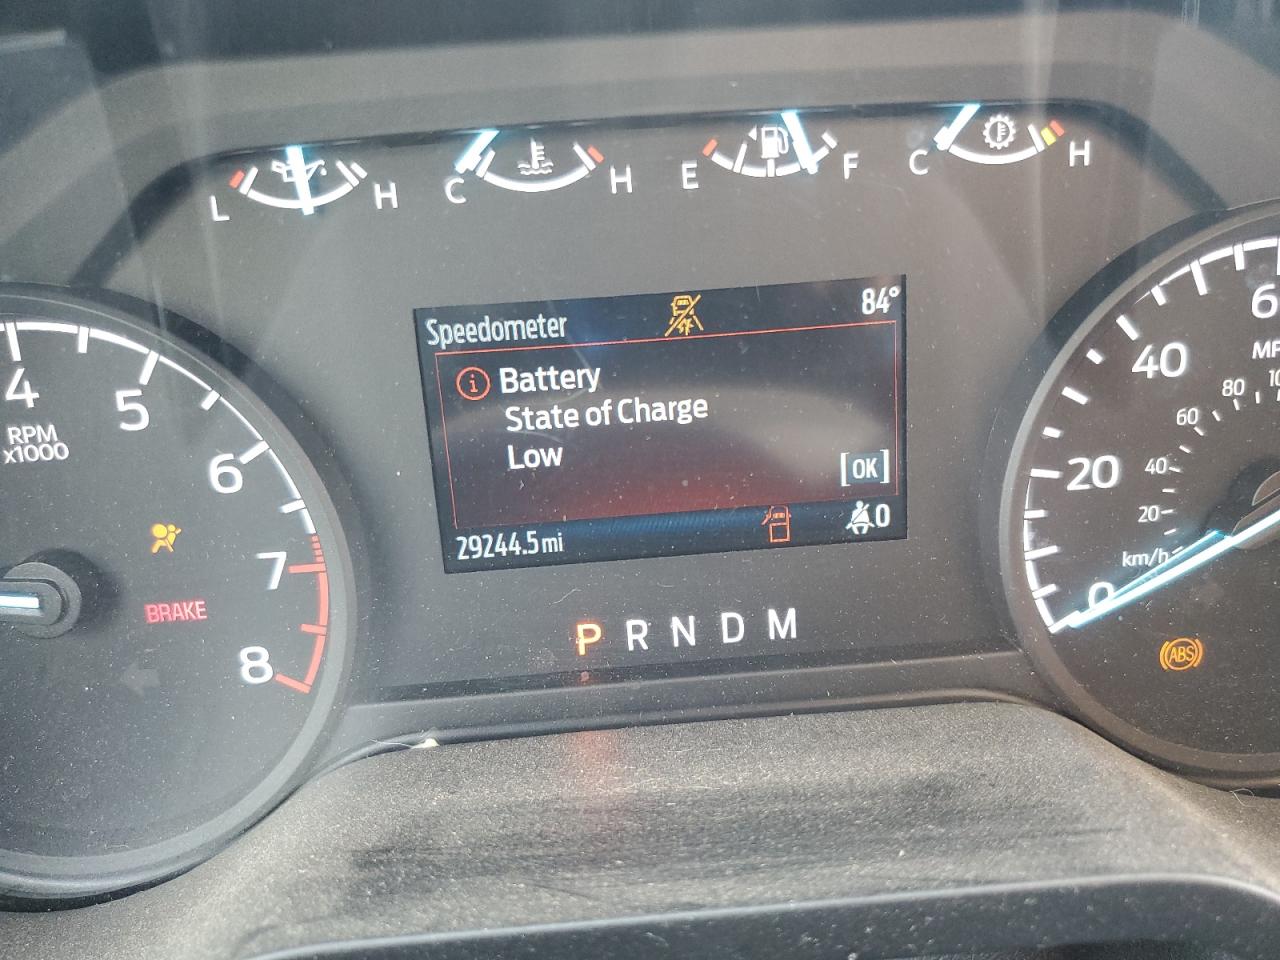 L H C H E F C H
Speedometer 84°
Battery
State of Charge
Low
[OK]
29244.5 mi 0
P R N D M
4 5 6 7 8
RPM
x1000
BRAKE
0 20 40
20 40 60 80
km/h
ABS